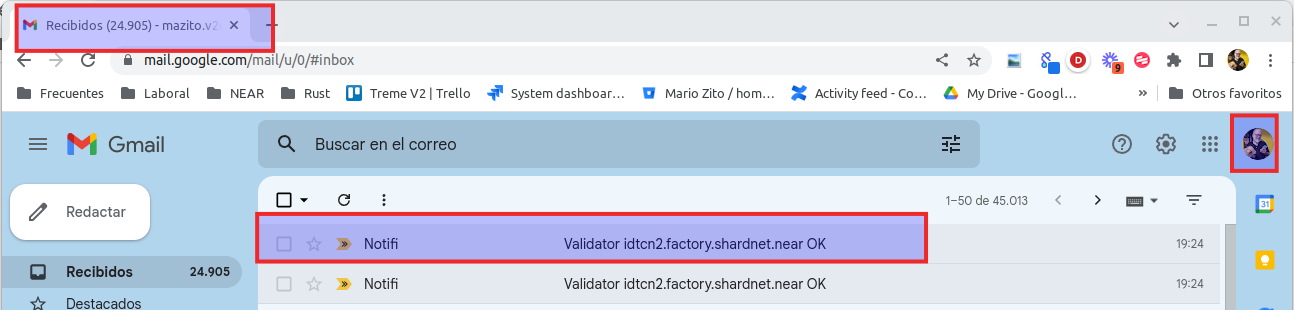 Recibidos (24.905) - mazito.v2
mail.google.com/mail/u/0/#inbox
D
9
Frecuentes Laboral NEAR Rust Treme V2 | Trello System dashboar... Mario Zito / hom... Activity feed - Co... My Drive - Googl... » Otros favoritos
Gmail Buscar en el correo
Redactar
1–50 de 45.013
31
Notifi Validator idtcn2.factory.shardnet.near OK 19:24
Recibidos 24.905
Notifi Validator idtcn2.factory.shardnet.near OK 19:24
Destacados